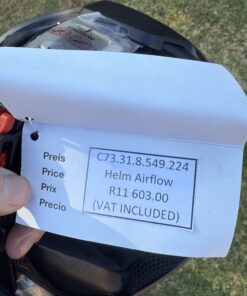 Preis
Price
Prix
Precio
C73.31.8.549.224
Helm Airflow
R11 603.00
(VAT INCLUDED)